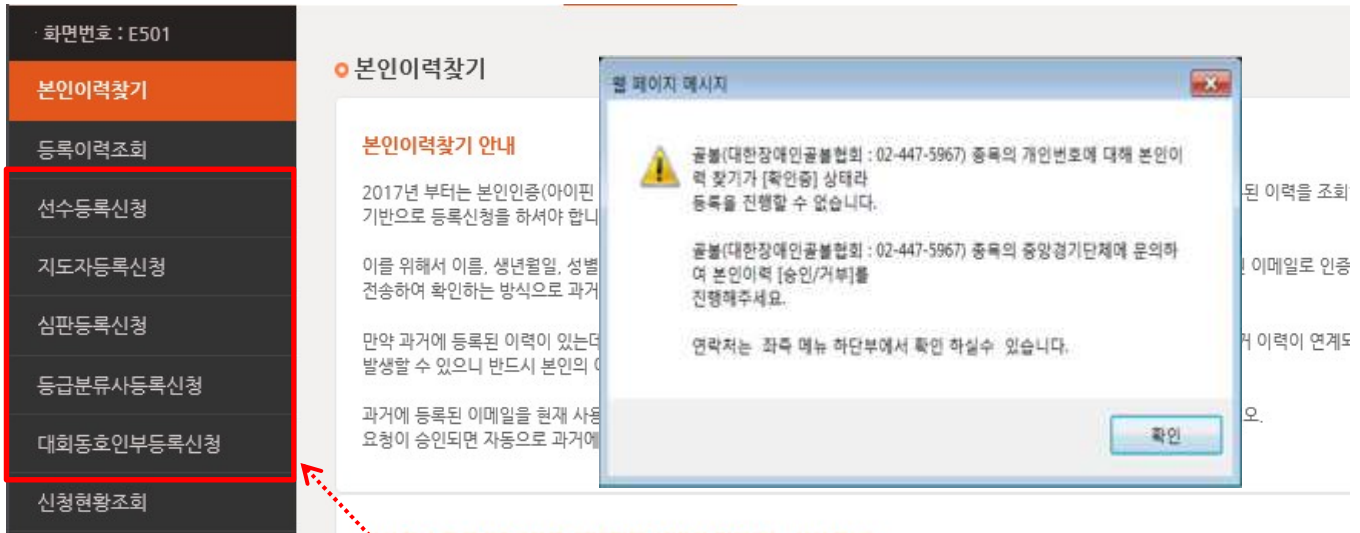 · 화면번호 : E501
본인이력찾기
등록이력조회
선수등록신청
지도자등록신청
심판등록신청
등급분류사등록신청
대회동호인부등록신청
신청현황조회
본인이력찾기
본인이력찾기 안내
2017년 부터는 본인인증(아이핀
된 이력을 조회
기반으로 등록신청을 하셔야 합니
이를 위해서 이름, 생년월일, 성별
이메일로 인증
전송하여 확인하는 방식으로 과거
만약 과거에 등록된 이력이 있는데
이력이 연계되
발생할 수 있으니 반드시 본인의
과거에 등록된 이메일을 현재 사용
오.
요청이 승인되면 자동으로 과거에
웹 페이지 메시지
골볼(대한장애인골볼협회 : 02-447-5967) 종목의 개인번호에 대해 본인이
력 찾기가 [확인중] 상태라
등록을 진행할 수 없습니다.
골볼(대한장애인골볼협회 : 02-447-5967) 종목의 중앙경기단체에 문의하
여 본인이력 [승인/거부]를
진행해주세요.
연락처는 좌측 메뉴 하단부에서 확인 하실수 있습니다.
확인